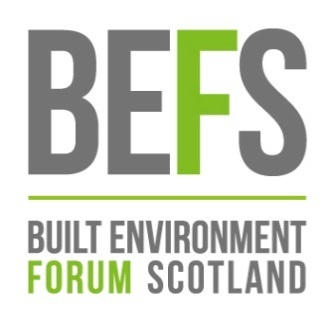 BEFS
BUILT ENVIRONMENT
FORUM SCOTLAND